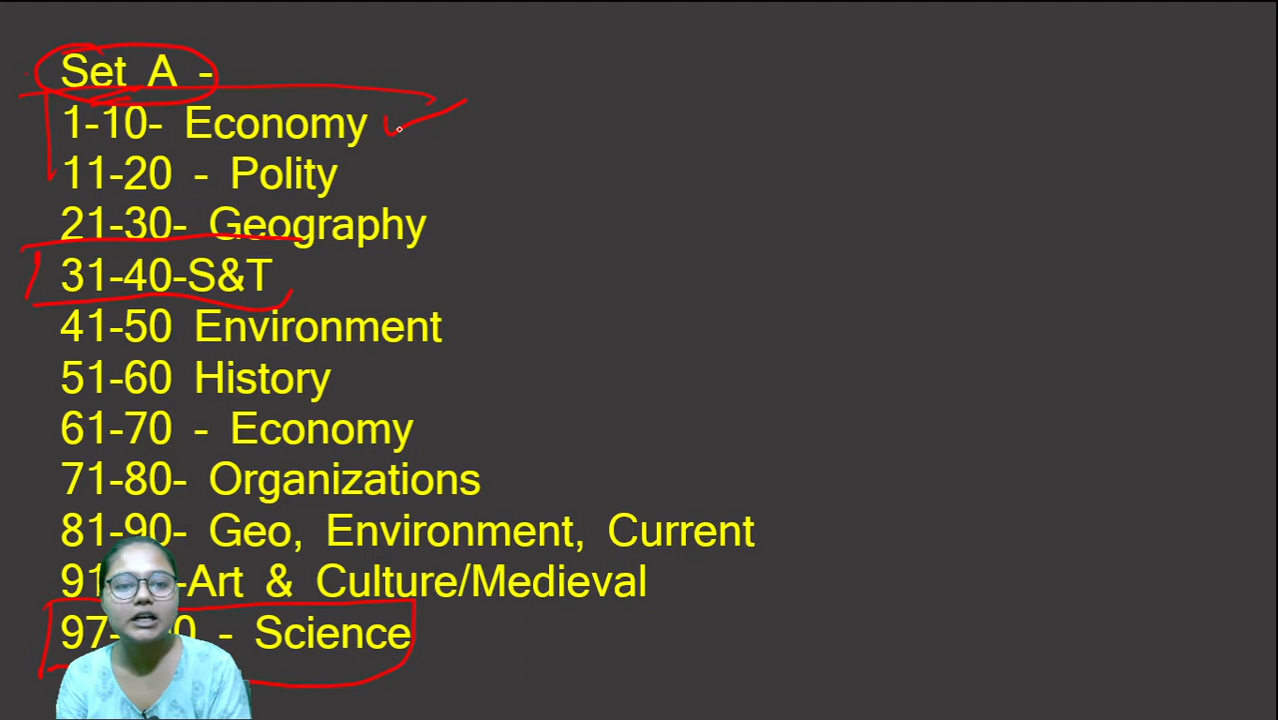 Set A -
1-10- Economy
11-20 - Polity
21-30- Geography
31-40-S&T
41-50 Environment
51-60 History
61-70 - Economy
71-80- Organizations
81-90- Geo, Environment, Current
91 -Art & Culture/Medieval
97- 0 - Science